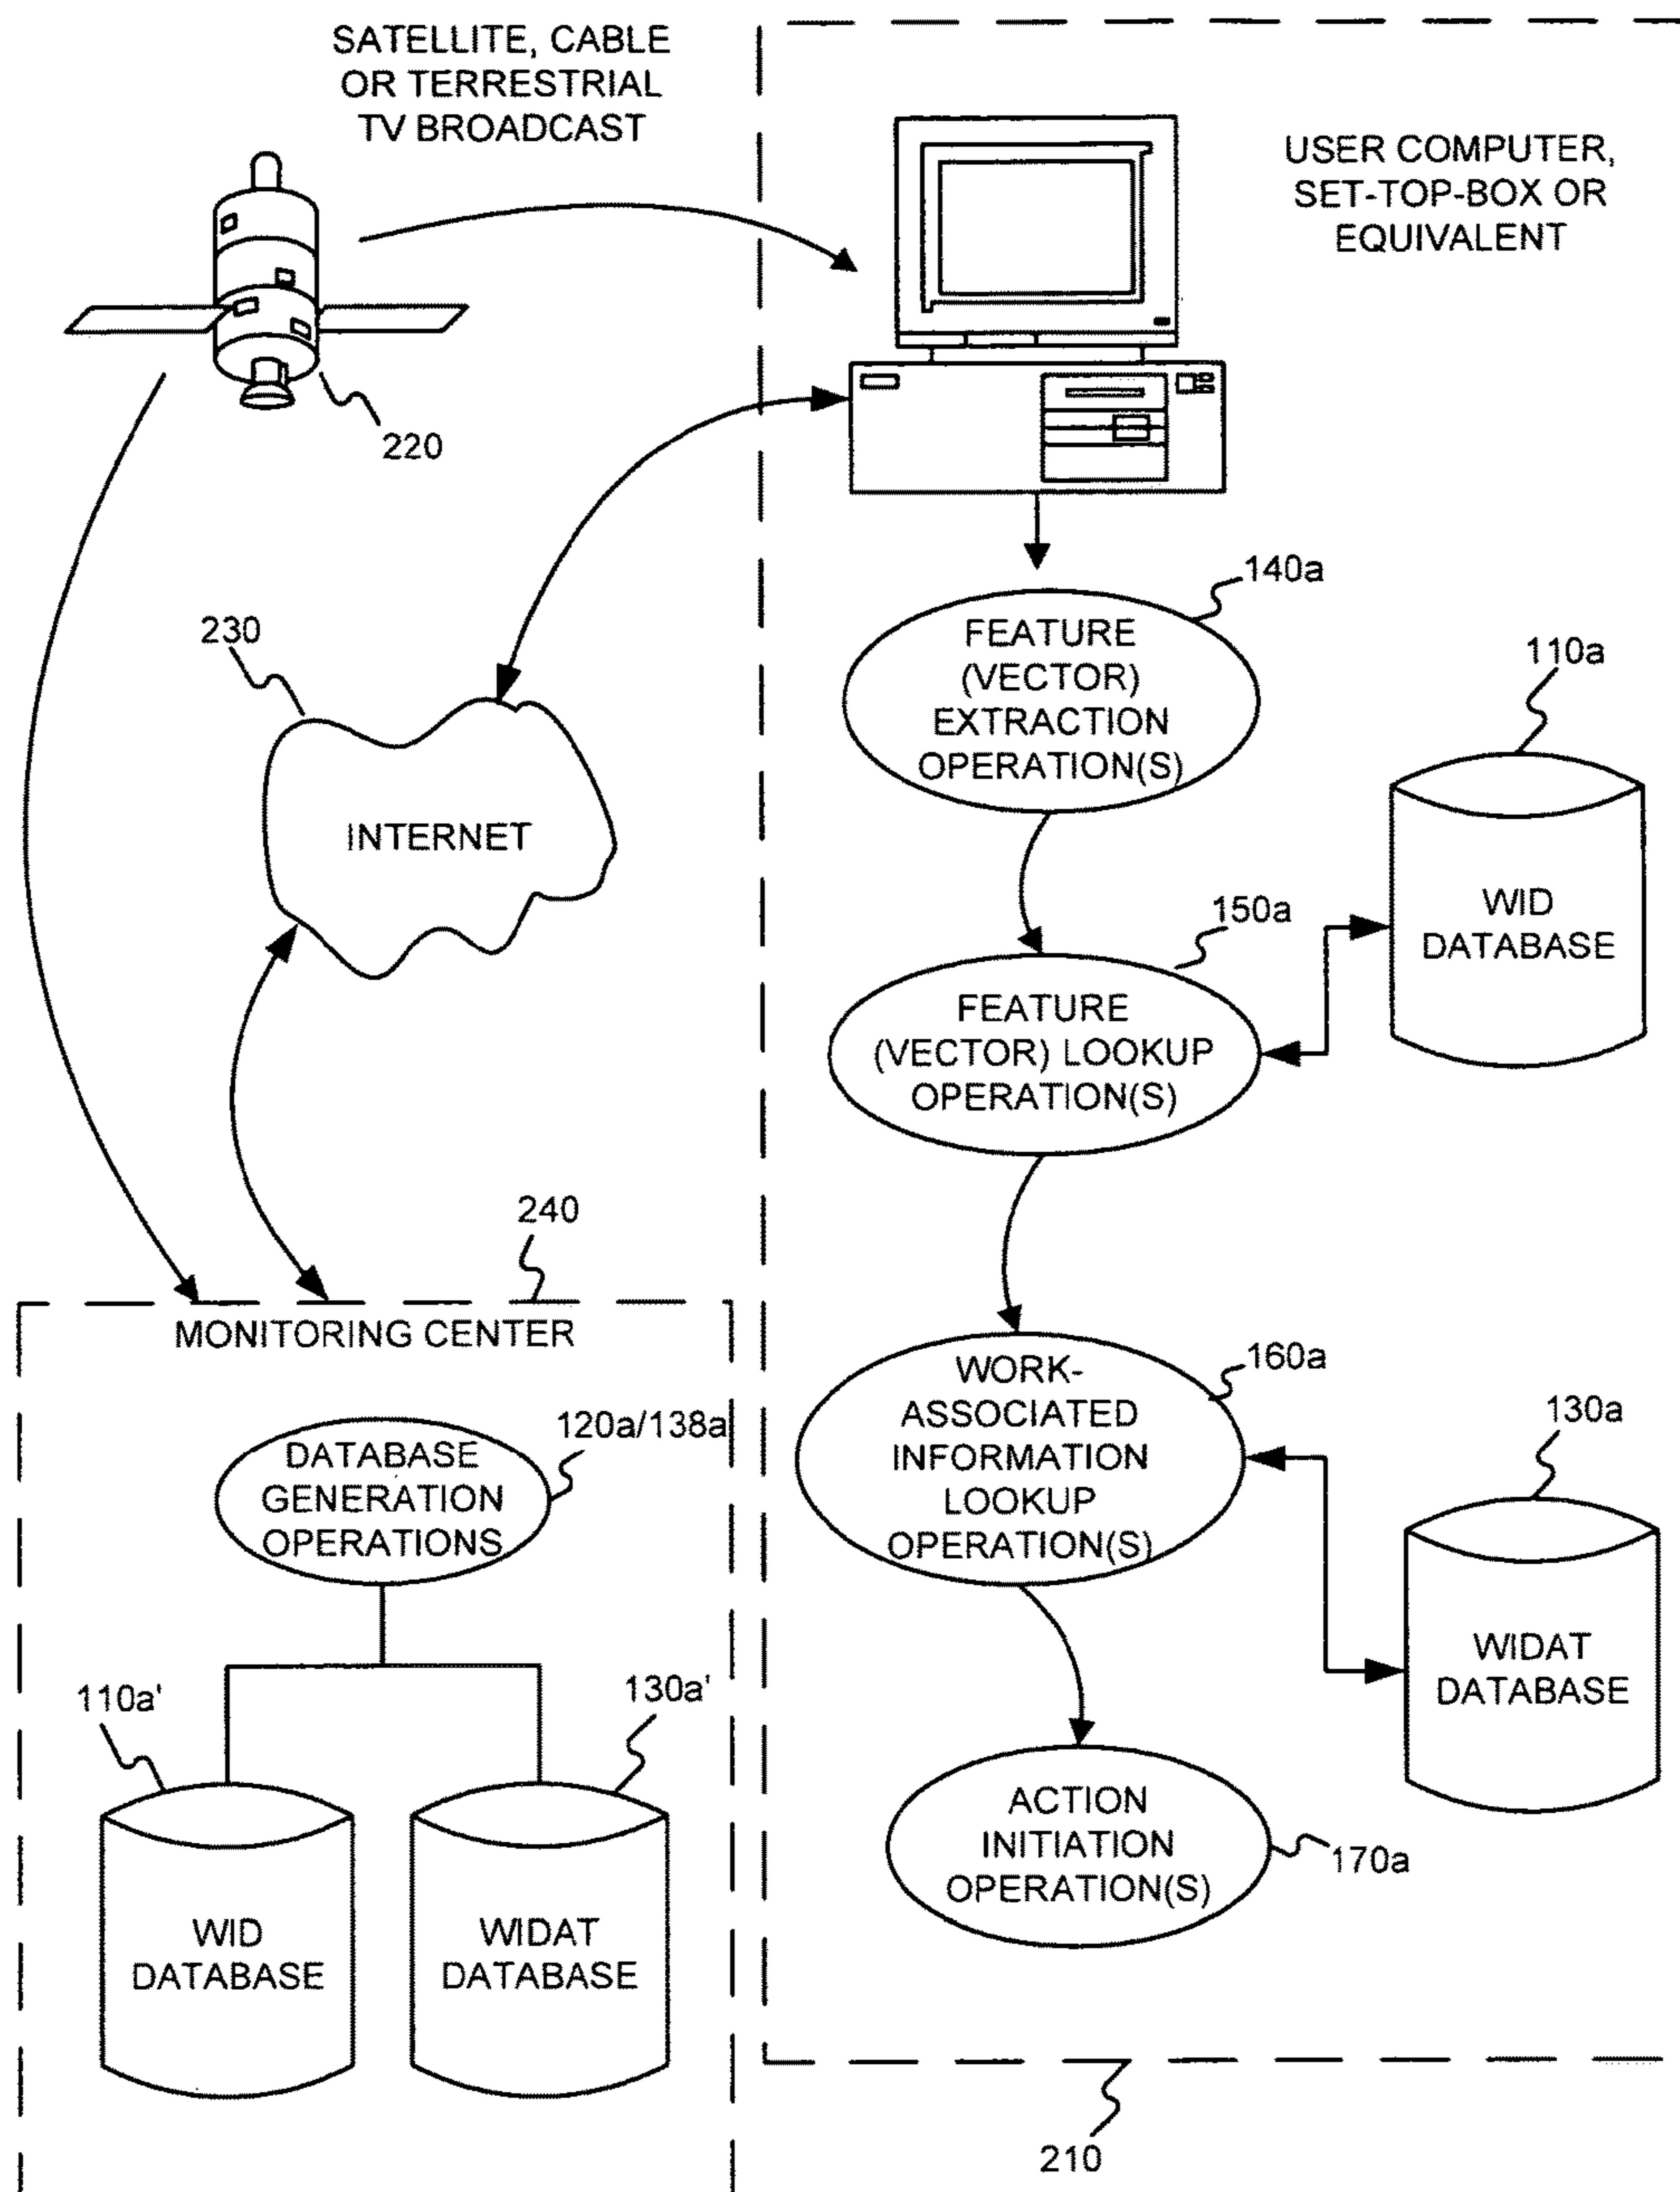 SATELLITE, CABLE
OR TERRESTRIAL
TV BROADCAST
USER COMPUTER,
SET-TOP-BOX OR
EQUIVALENT
220
230
INTERNET
140a
FEATURE
(VECTOR)
EXTRACTION
OPERATION(S)
110a
WID
DATABASE
150a
FEATURE
(VECTOR) LOOKUP
OPERATION(S)
240
MONITORING CENTER
120a/138a
DATABASE
GENERATION
OPERATIONS
110a'
130a'
WID
DATABASE
WIDAT
DATABASE
160a
WORK-
ASSOCIATED
INFORMATION
LOOKUP
OPERATION(S)
130a
WIDAT
DATABASE
ACTION
INITIATION
OPERATION(S)
170a
210